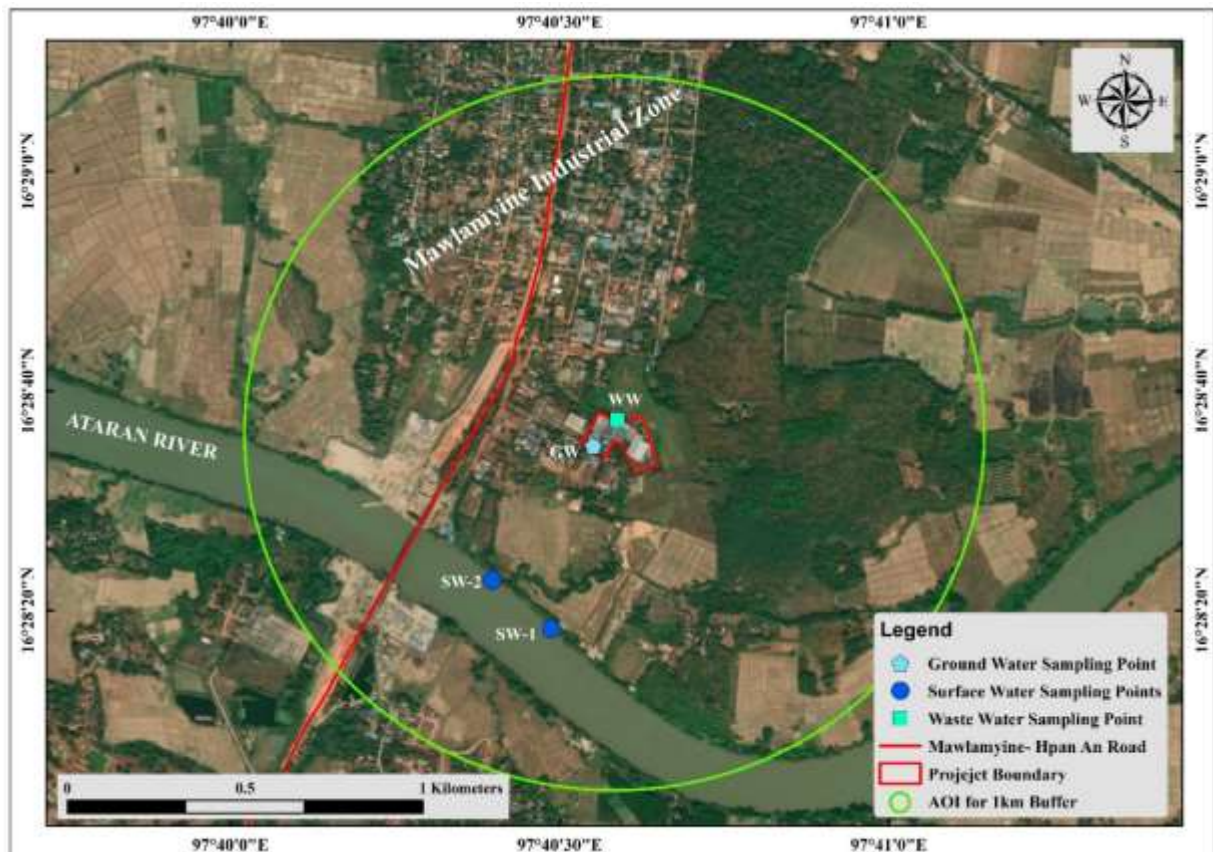 97°40'0"E 97°40'30"E 97°41'0"E
N
W E
S
Mawlamyine Industrial Zone
16°29'0"N
16°29'0"N
16°28'40"N
16°28'40"N
ATARAN RIVER
WW
GW
SW-2
SW-1
16°28'20"N
16°28'20"N
Legend
Ground Water Sampling Point
Surface Water Sampling Points
Waste Water Sampling Point
Mawlamyine- Hpan An Road
Projejct Boundary
AOI for 1km Buffer
0 0.5 1 Kilometers
97°40'0"E 97°40'30"E 97°41'0"E